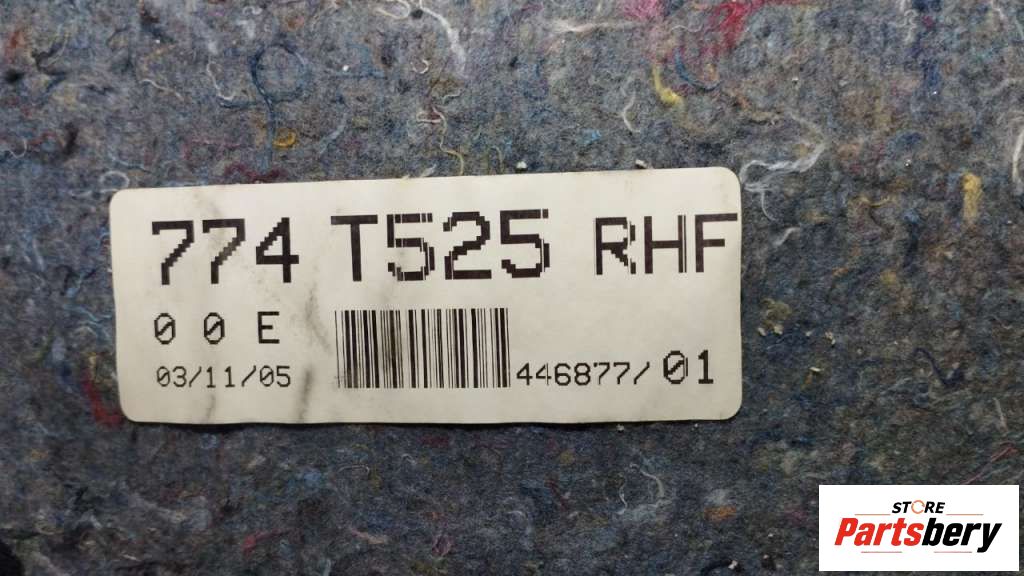 774 T525 RHF
0 0 E
03/11/05
446877/01
STORE
Partsbery